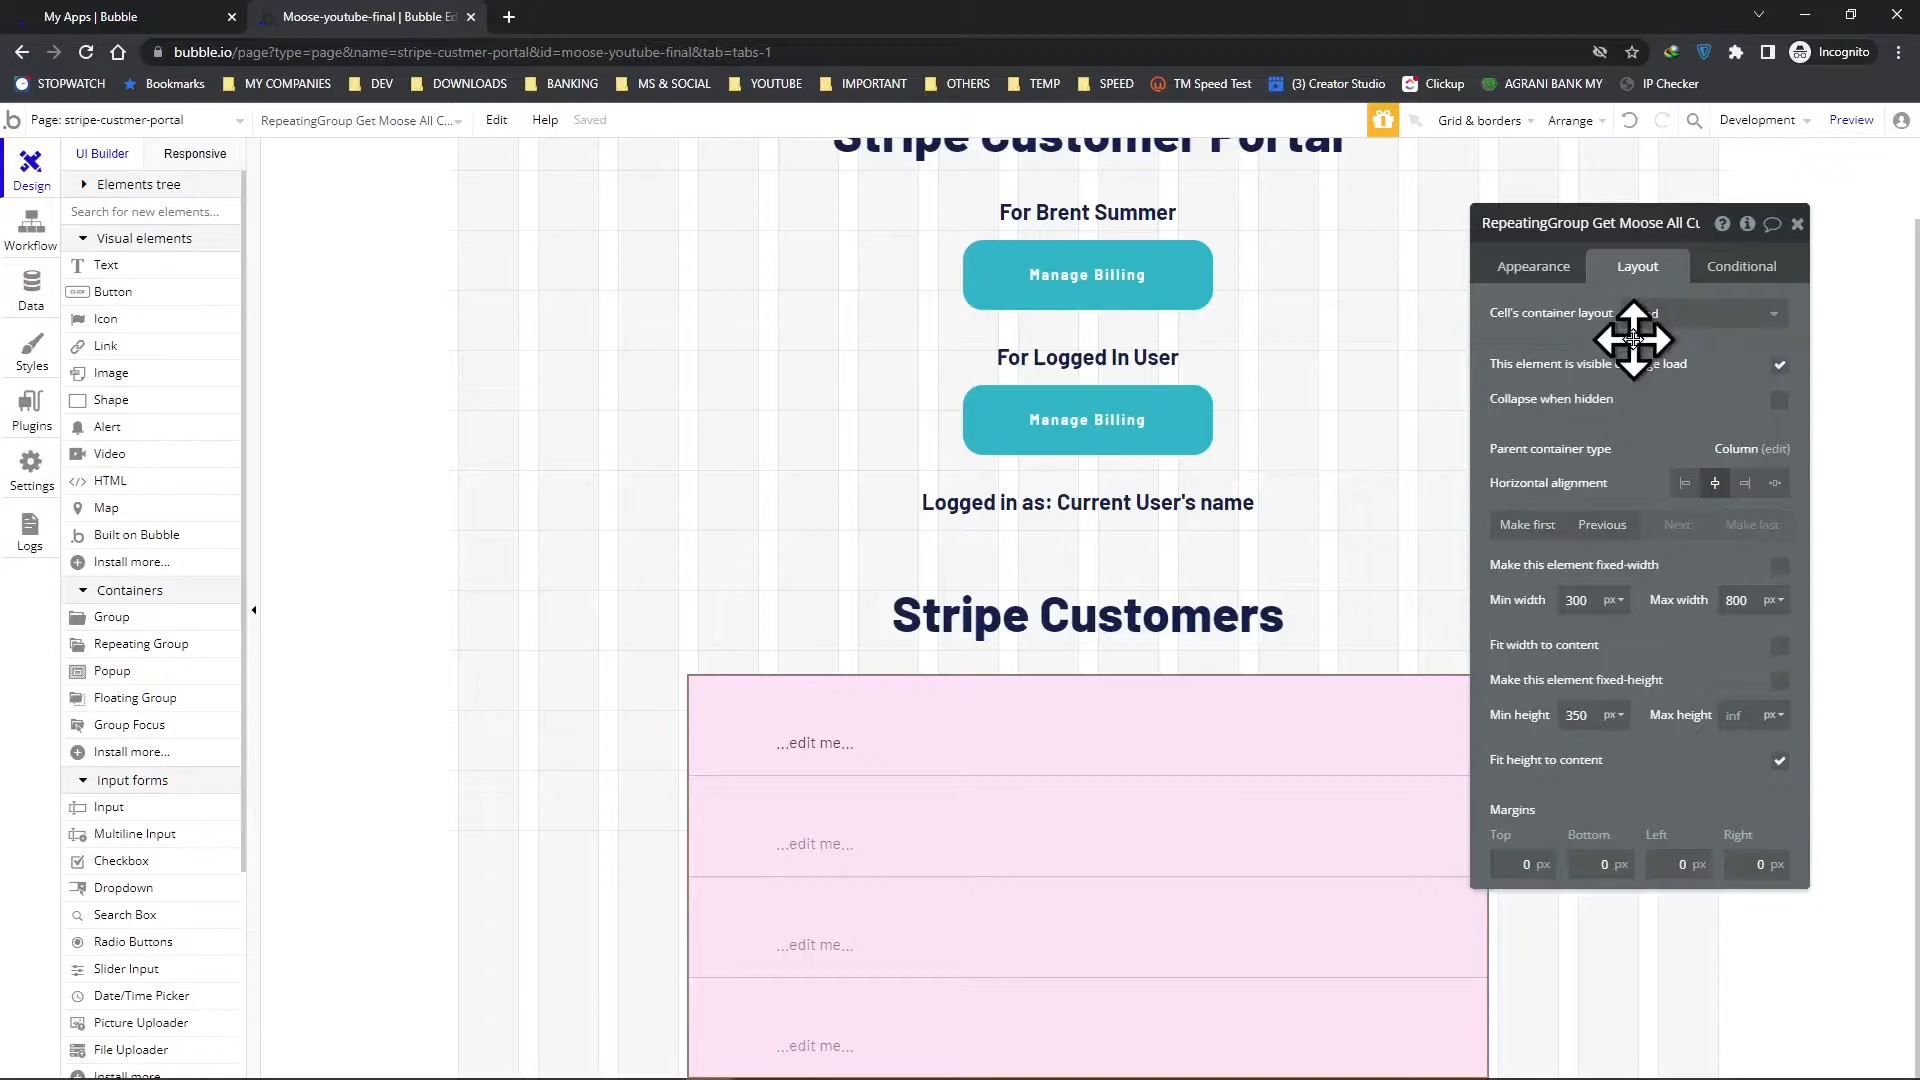 My Apps | Bubble
Moose-youtube-final | Bubble Ed
bubble.io/page?type=page&name=stripe-custmer-portal&id=moose-youtube-final&tab=tabs-1
Incognito
STOPWATCH
Bookmarks
MY COMPANIES
DEV
DOWNLOADS
BANKING
MS & SOCIAL
YOUTUBE
IMPORTANT
OTHERS
TEMP
SPEED
TM Speed Test
(3) Creator Studio
Clickup
AGRANI BANK MY
IP Checker
Page: stripe-custmer-portal
RepeatingGroup Get Moose All C...
Edit
Help
Saved
Grid & borders
Arrange
Development
Preview
Design
Workflow
Data
Styles
Plugins
Settings
Logs
UI Builder
Responsive
Elements tree
Search for new elements...
Visual elements
Text
CLICK
Button
Icon
Link
Image
Shape
Alert
Video
HTML
Map
Built on Bubble
Install more...
Containers
Group
Repeating Group
Popup
Floating Group
Group Focus
Install more...
Input forms
Input
Multiline Input
Checkbox
Dropdown
Search Box
Radio Buttons
Slider Input
Date/Time Picker
Picture Uploader
File Uploader
Install more
Stripe Customer Portal
For Brent Summer
Manage Billing
For Logged In User
Manage Billing
Logged in as: Current User's name
Stripe Customers
...edit me...
...edit me...
...edit me...
...edit me...
RepeatingGroup Get Moose All Cu
Appearance
Layout
Conditional
Cell's container layout
This element is visible load
Collapse when hidden
Parent container type
Column (edit)
Horizontal alignment
Make first
Previous
Next
Make last
Make this element fixed-width
Min width 300 px
Max width 800 px
Fit width to content
Make this element fixed-height
Min height 350 px
Max height inf px
Fit height to content
Margins
Top Bottom Left Right
0 px 0 px 0 px 0 px